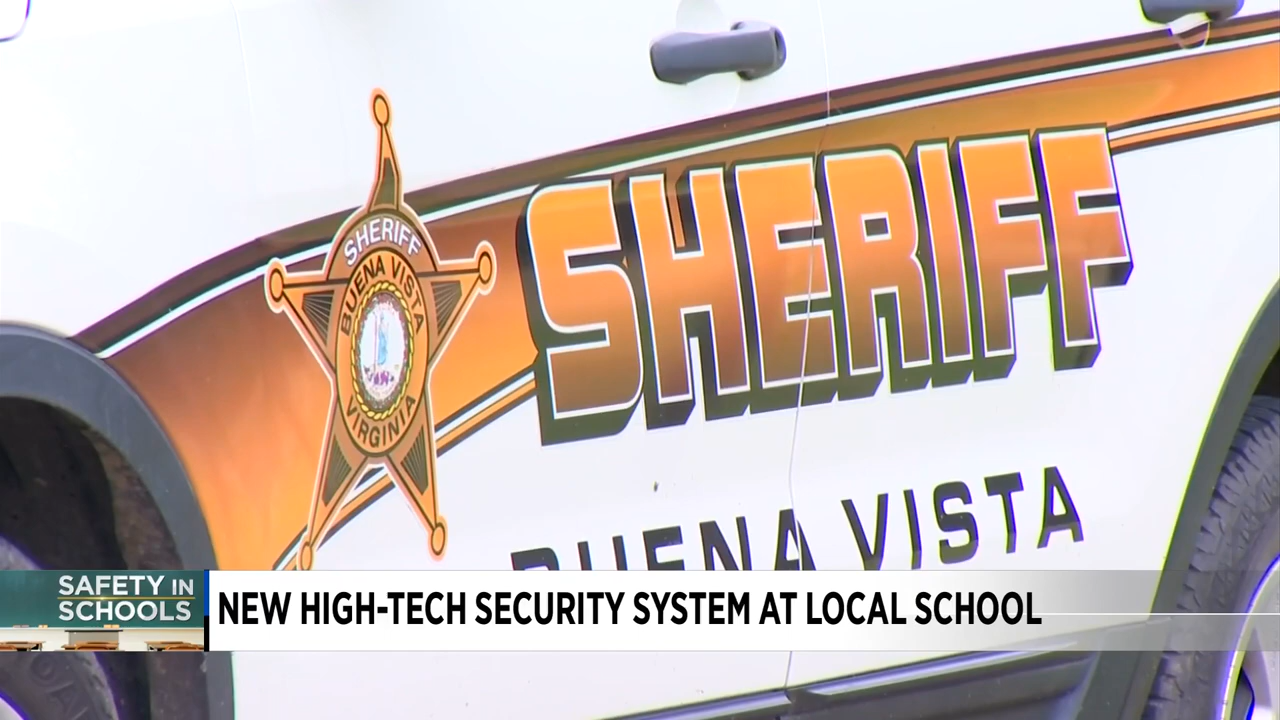 SHERIFF
BUENA VISTA
VIRGINIA
SHERIFF
BUENA VISTA
SAFETY IN
SCHOOLS
NEW HIGH-TECH SECURITY SYSTEM AT LOCAL SCHOOL